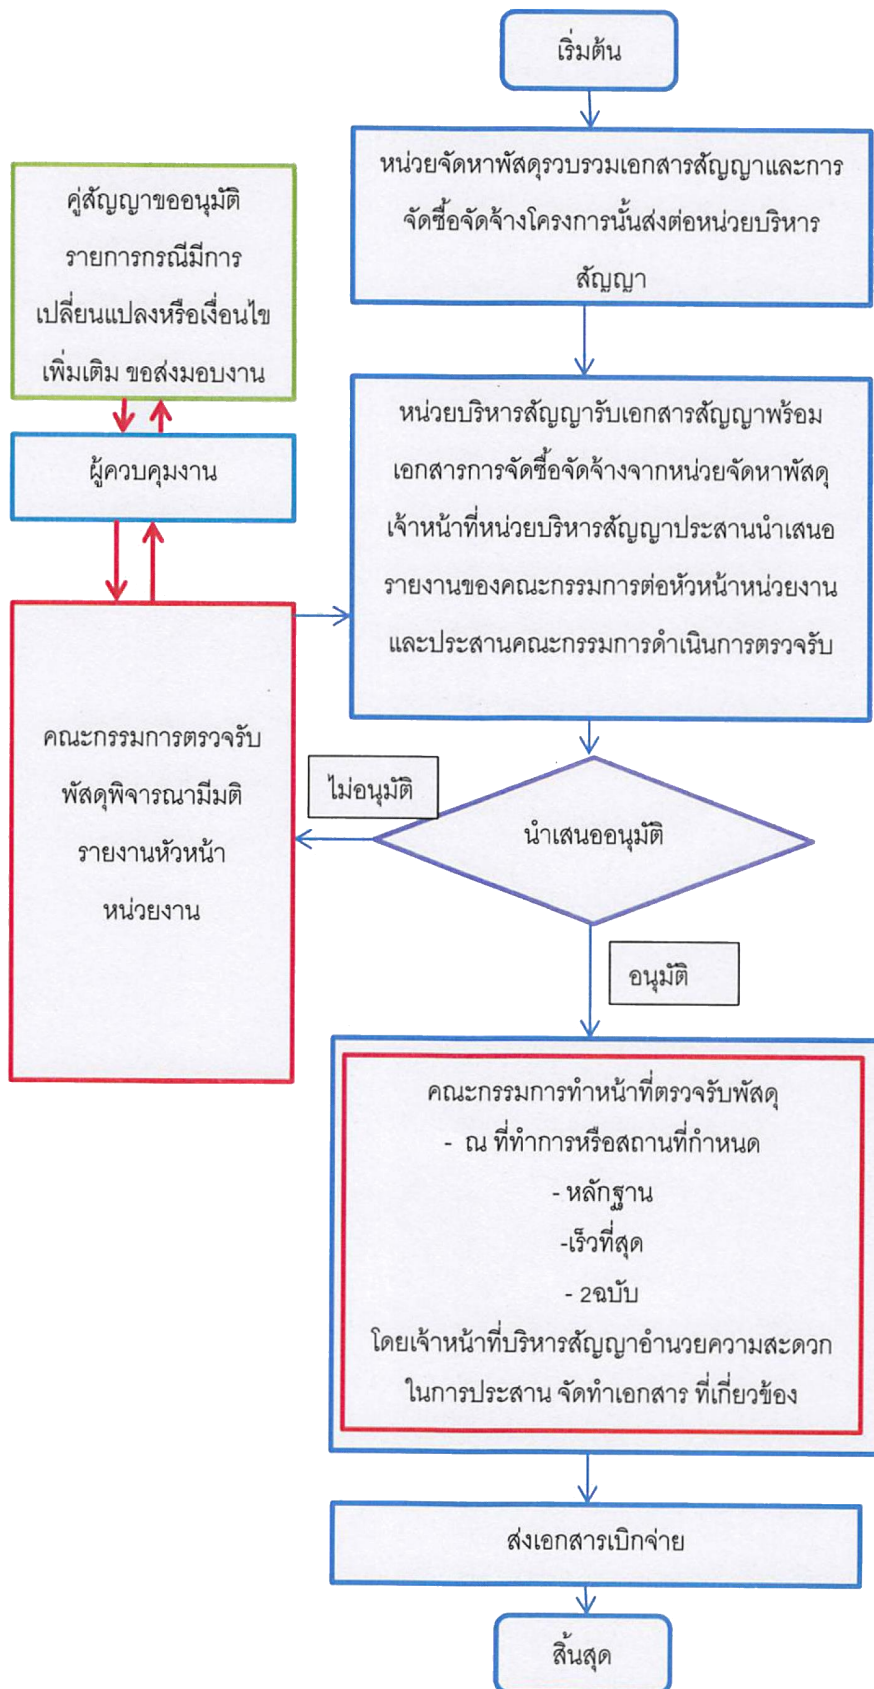 เริ่มต้น
หน่วยจัดหาพัสดุรวบรวมเอกสารสัญญาและการ
จัดซื้อจัดจ้างโครงการนั้นส่งต่อหน่วยบริหาร
สัญญา
คู่สัญญาขออนุมัติ
รายการกรณีมีการ
เปลี่ยนแปลงหรือเงื่อนไข
เพิ่มเติม ขอส่งมอบงาน
ผู้ควบคุมงาน
หน่วยบริหารสัญญารับเอกสารสัญญาพร้อม
เอกสารการจัดซื้อจัดจ้างจากหน่วยจัดหาพัสดุ
เจ้าหน้าที่หน่วยบริหารสัญญาประสานนำเสนอ
รายงานของคณะกรรมการต่อหัวหน้าหน่วยงาน
และประสานคณะกรรมการดำเนินการตรวจรับ
คณะกรรมการตรวจรับ
พัสดุพิจารณามีมติ
รายงานหัวหน้า
หน่วยงาน
ไม่อนุมัติ
นำเสนออนุมัติ
อนุมัติ
คณะกรรมการทำหน้าที่ตรวจรับพัสดุ
- ณ ที่ทำการหรือสถานที่กำหนด
- หลักฐาน
-เร็วที่สุด
- 2ฉบับ
โดยเจ้าหน้าที่บริหารสัญญาอำนวยความสะดวก
ในการประสาน จัดทำเอกสาร ที่เกี่ยวข้อง
ส่งเอกสารเบิกจ่าย
สิ้นสุด